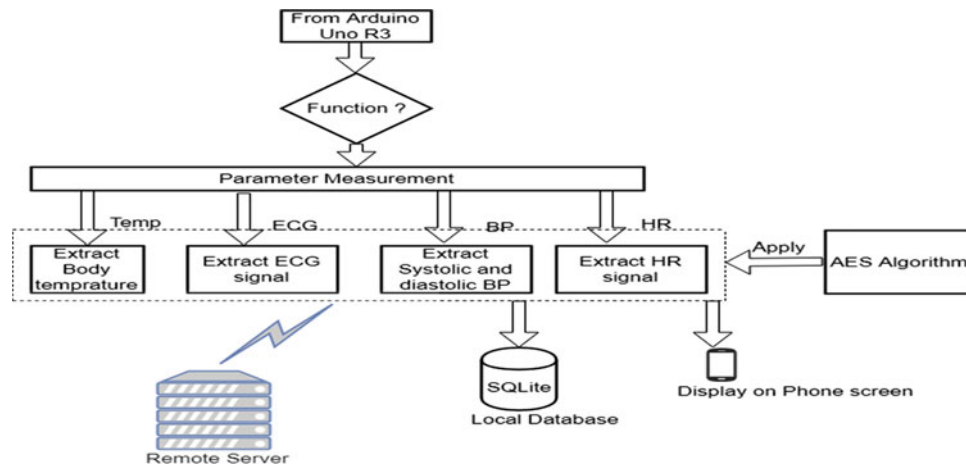 From Arduino
Uno R3
Function ?
Parameter Measurement
Temp
ECG
BP
HR
Extract
Body
temprature
Extract ECG
signal
Extract
Systolic and
diastolic BP
Extract HR
signal
Apply
AES Algorithm
SQLite
Local Database
Display on Phone screen
Remote Server